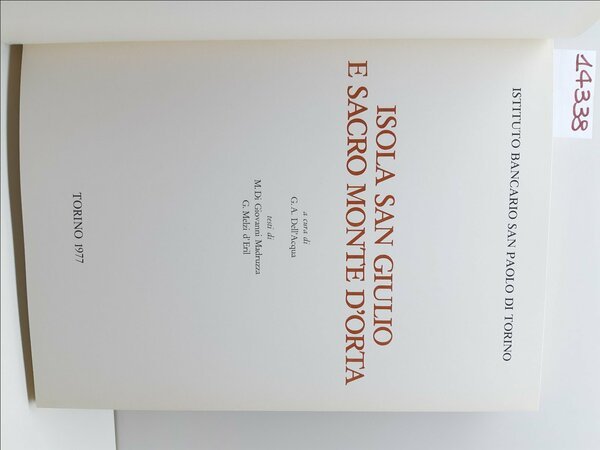 14338
ISTITUTO BANCARIO SAN PAOLO DI TORINO
ISOLA SAN GIULIO
E SACRO MONTE D'ORTA
a cura di
G. A. Dell'Acqua
testi di
M. Di Giovanni Madruzza
G. Melzi d'Eril
TORINO 1977